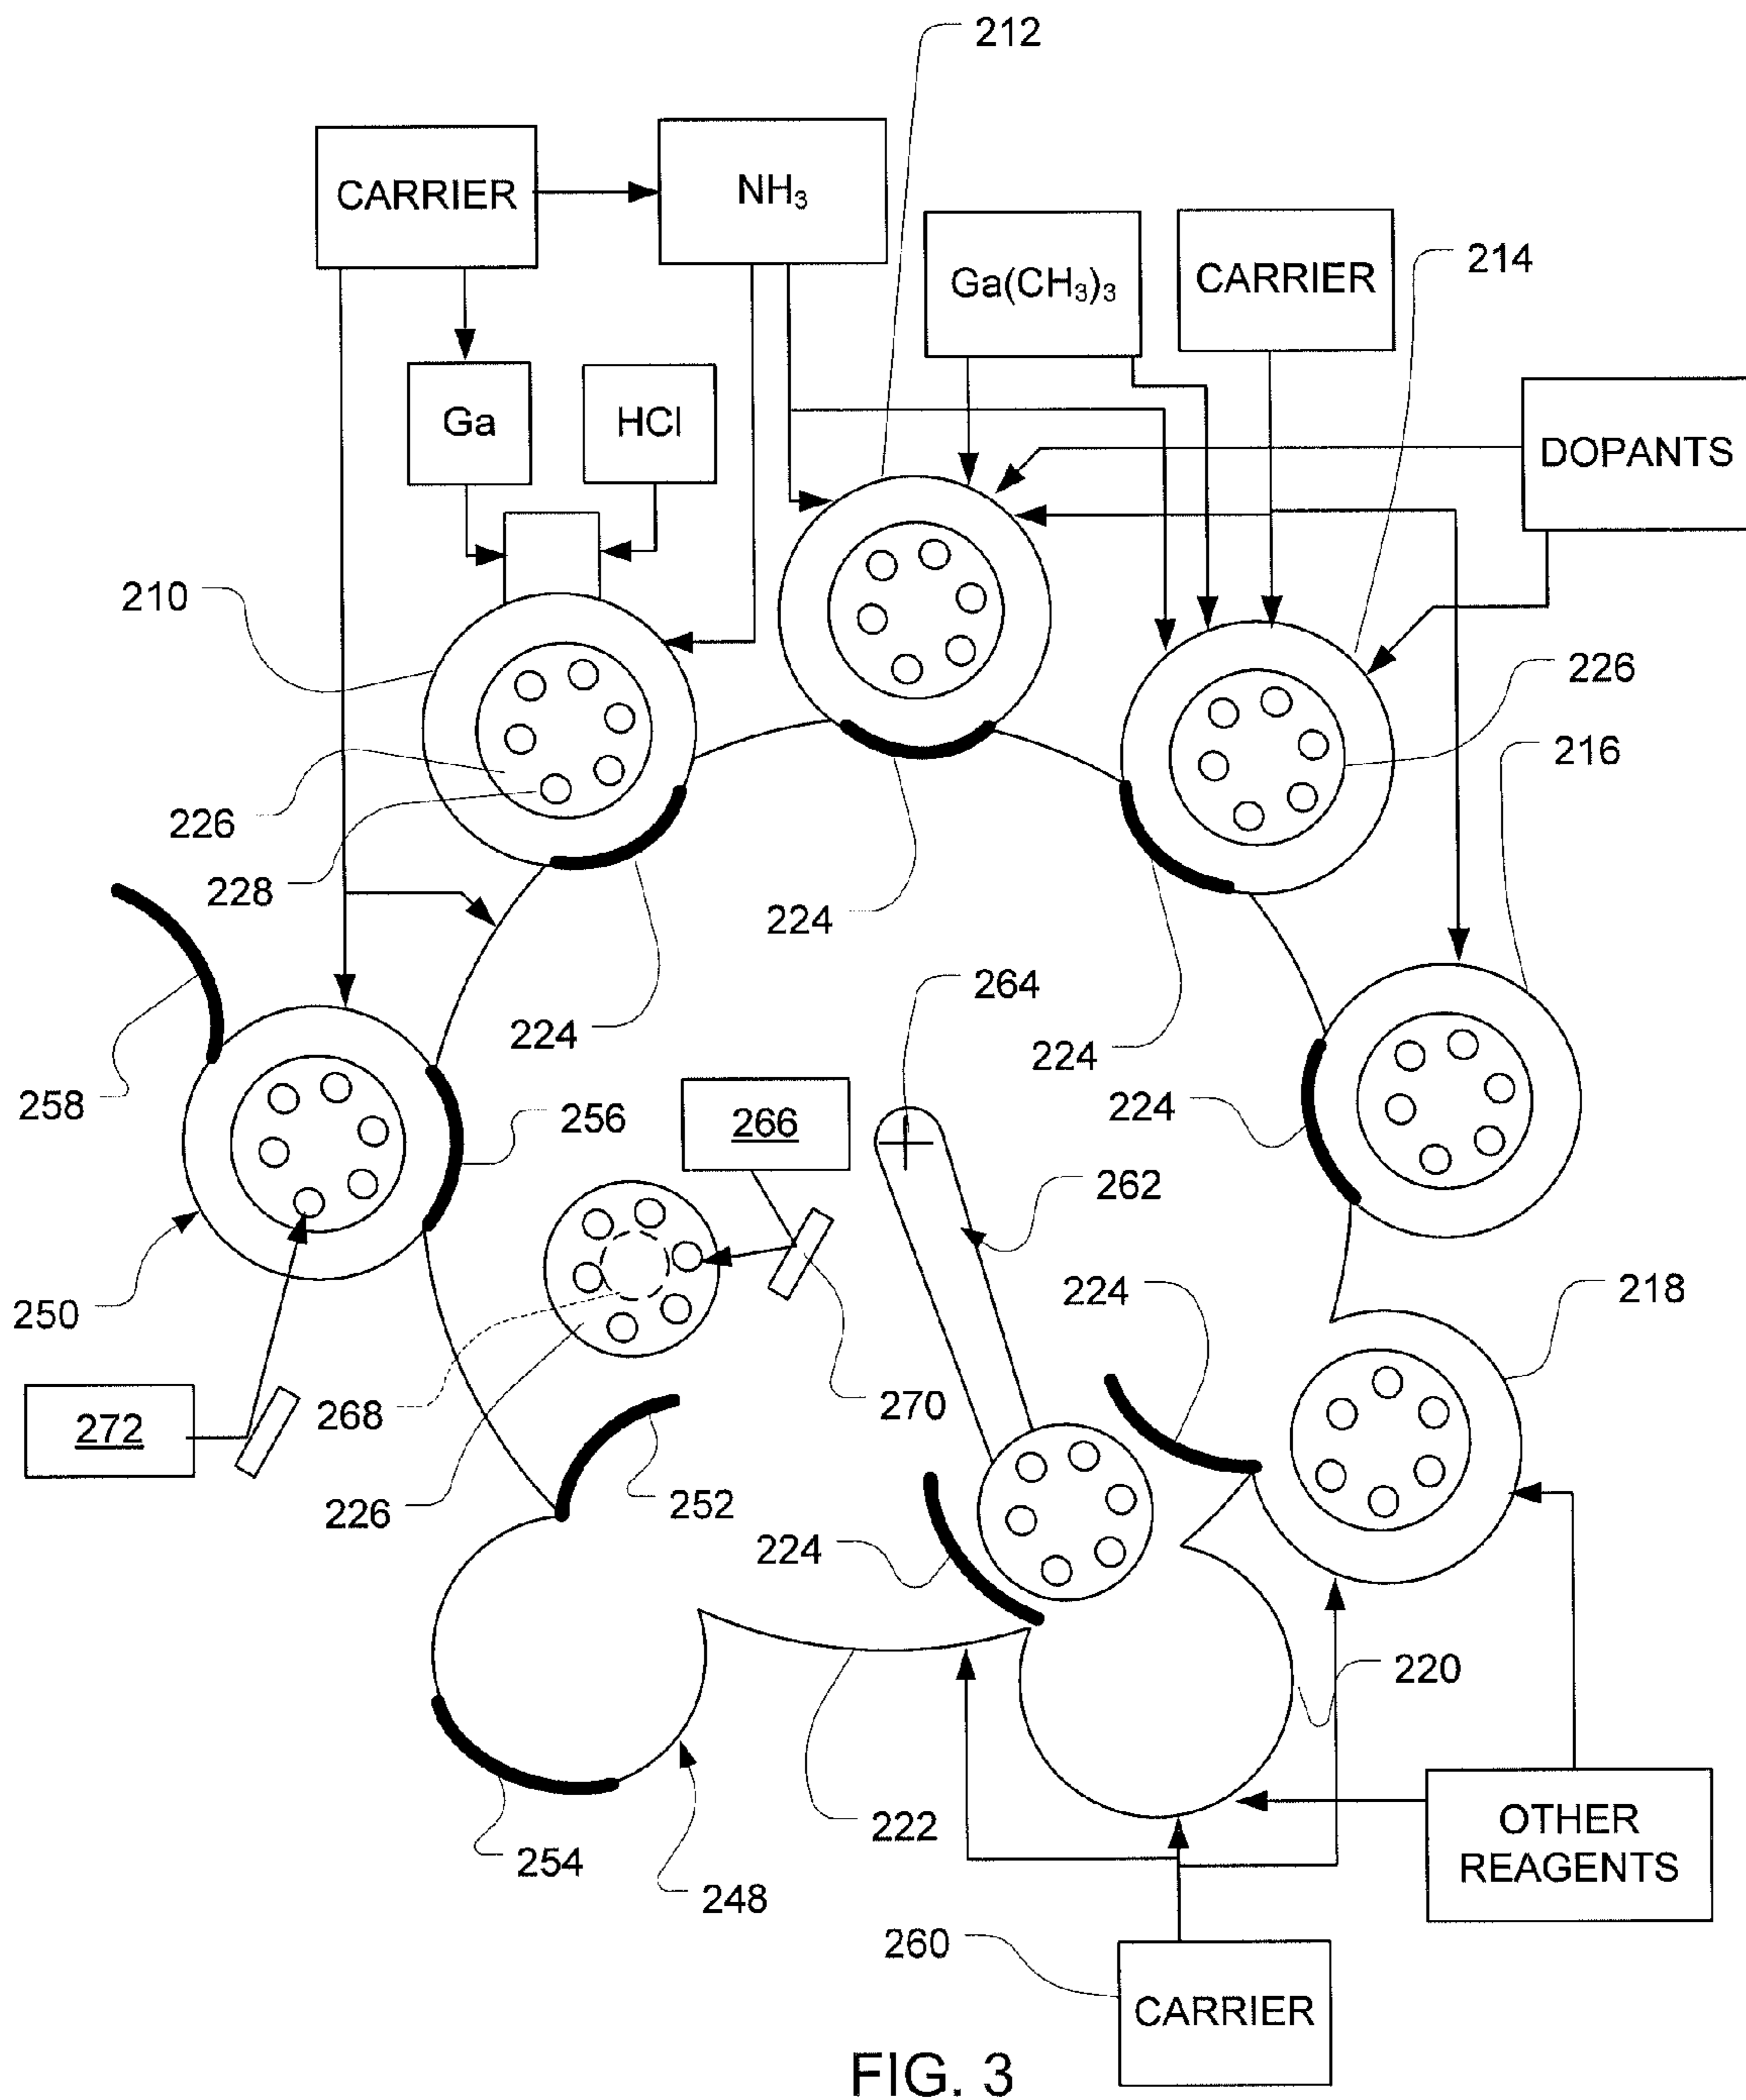 212
CARRIER
NH₃
Ga(CH₃)₃
CARRIER
214
Ga
HCl
DOPANTS
210
226
216
226
228
224
224
224
264
224
258
256
266
224
262
250
224
218
272
268
270
226
252
224
220
222
254
248
OTHER
REAGENTS
260
CARRIER
FIG. 3